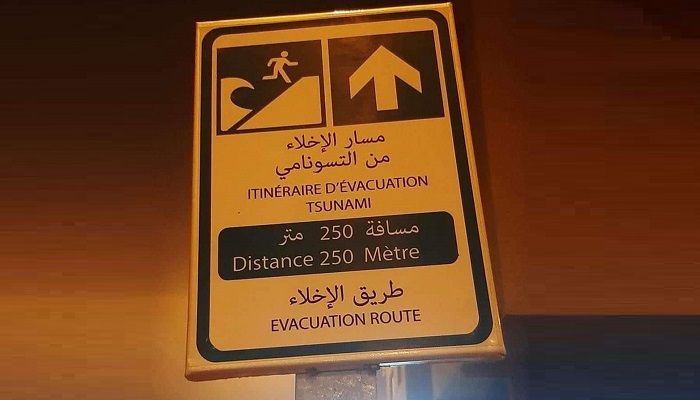 مسار الإخلاء
من التسونامي
ITINÉRAIRE D'ÉVACUATION
TSUNAMI
مسافة 250 متر
Distance 250 Mètre
طريق الإخلاء
EVACUATION ROUTE